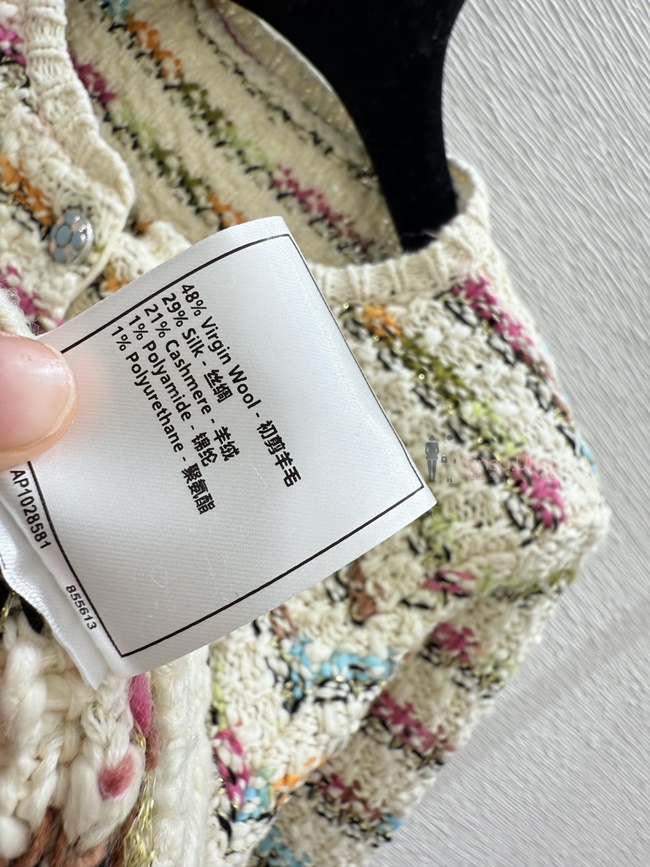 48% Virgin Wool - 初剪羊毛
29% Silk - 丝绸
21% Cashmere - 羊绒
1% Polyamide - 锦纶
1% Polyurethane - 聚氨酯
AP1028581
855613